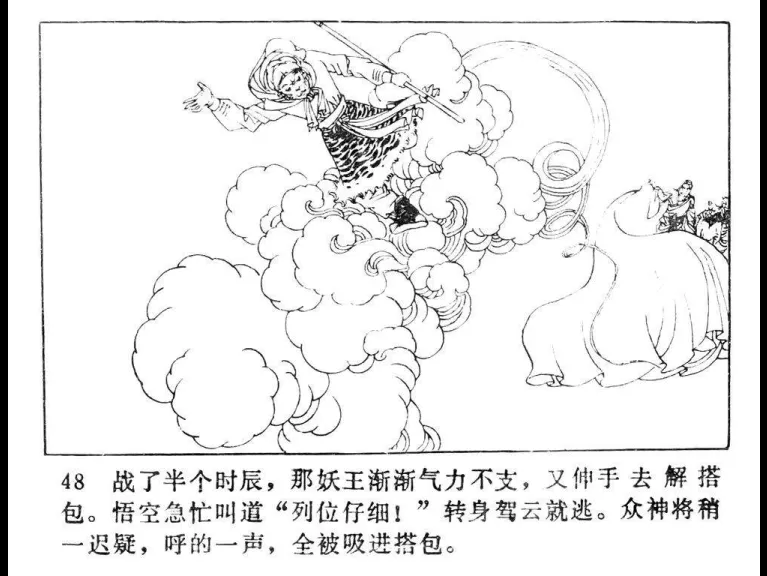 48 战了半个时辰，那妖王渐渐气力不支，又伸手去解搭
包。悟空急忙叫道“列位仔细！”转身驾云就逃。众神将稍
一迟疑，呼的一声，全被吸进搭包。